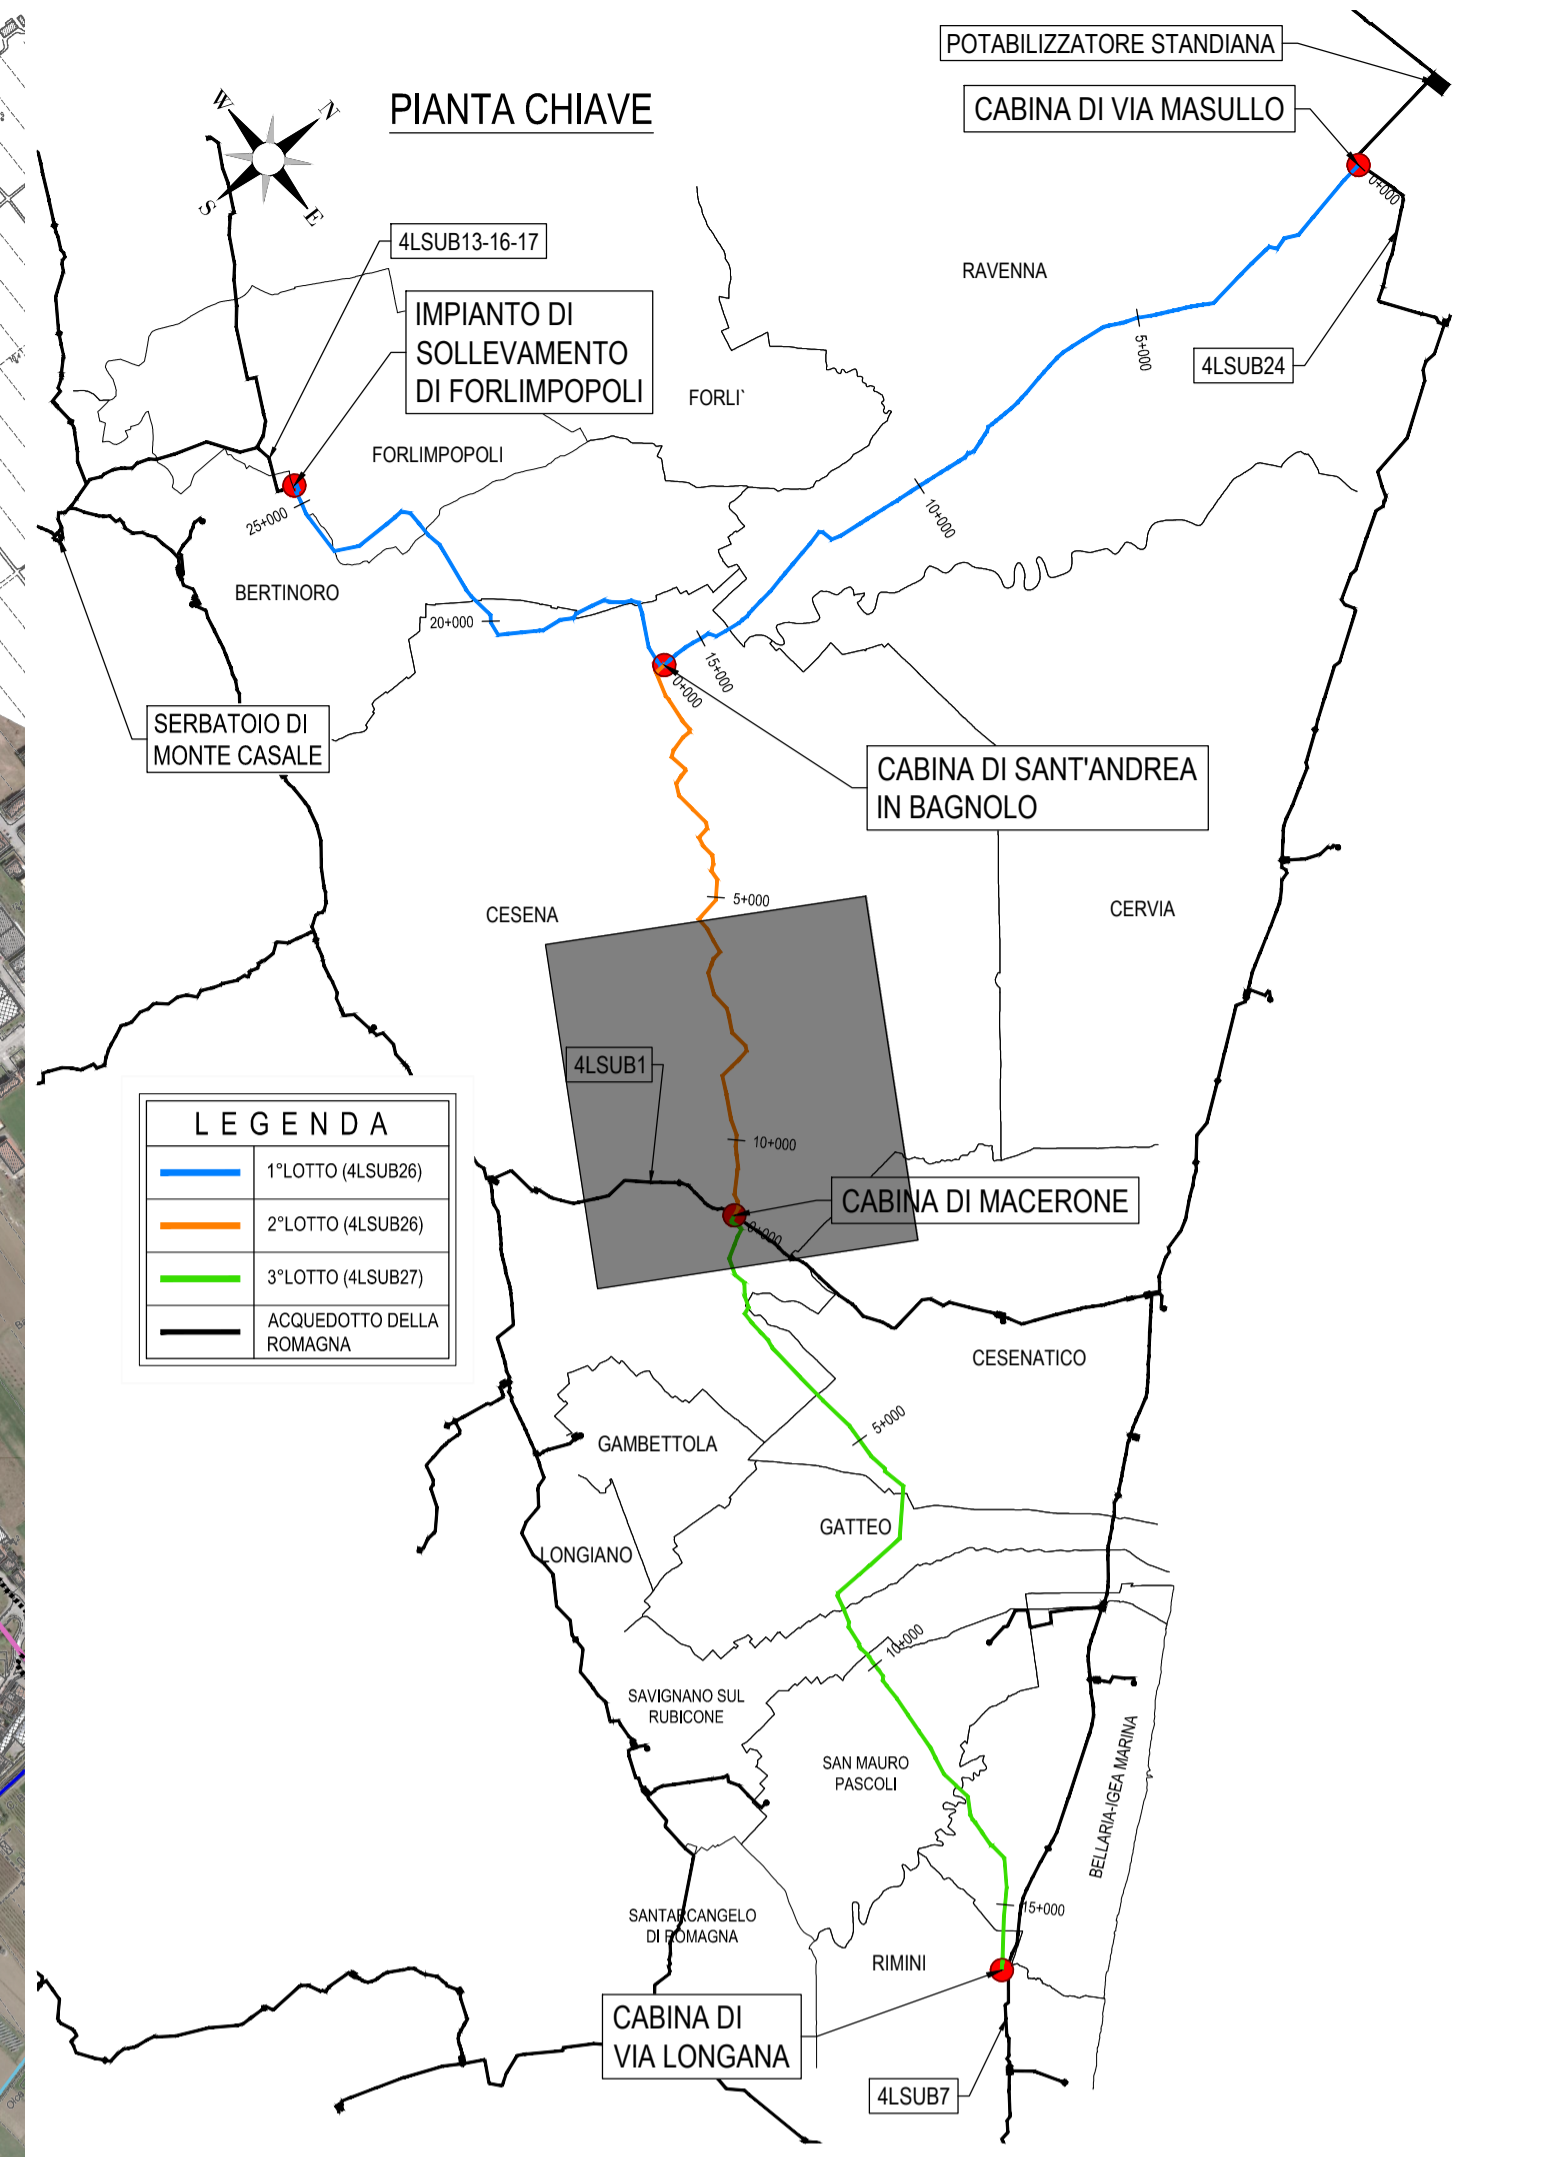 POTABILIZZATORE STANDIANA
CABINA DI VIA MASULLO
PIANTA CHIAVE
W
N
S
E
0+000
4LSUB13-16-17
RAVENNA
IMPIANTO DI
SOLLEVAMENTO
DI FORLIMPOPOLI
5+000
4LSUB24
FORLI`
FORLIMPOPOLI
25+000
10+000
BERTINORO
20+000
15+000
0+000
SERBATOIO DI
MONTE CASALE
CABINA DI SANT'ANDREA
IN BAGNOLO
5+000
CESENA
CERVIA
4LSUB1
LEGENDA
1°LOTTO (4LSUB26)
2°LOTTO (4LSUB26)
3°LOTTO (4LSUB27)
ACQUEDOTTO DELLA
ROMAGNA
10+000
CABINA DI MACERONE
0+000
CESENATICO
5+000
GAMBETTOLA
GATTEO
LONGIANO
10+000
SAVIGNANO SUL
RUBICONE
SAN MAURO
PASCOLI
BELLARIA-IGEA MARINA
15+000
SANTARCANGELO
DI ROMAGNA
RIMINI
CABINA DI
VIA LONGANA
4LSUB7